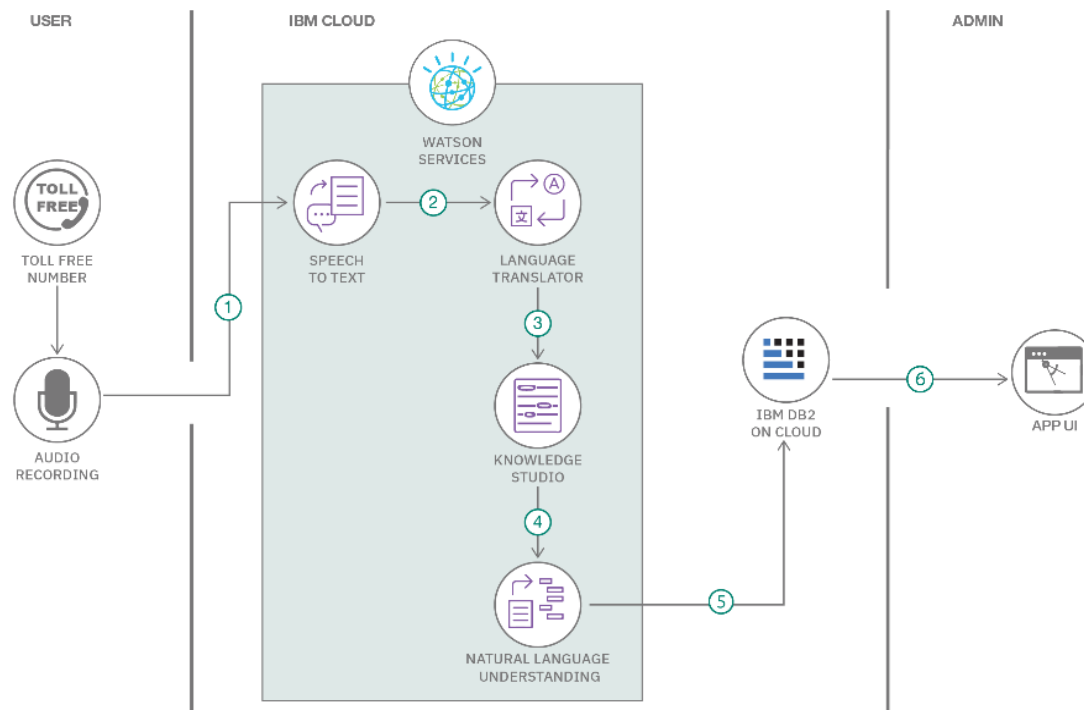 USER
IBM CLOUD
ADMIN
WATSON
SERVICES
TOLL
FREE
TOLL FREE
NUMBER
1
SPEECH
TO TEXT
2
A
文
LANGUAGE
TRANSLATOR
3
AUDIO
RECORDING
KNOWLEDGE
STUDIO
4
NATURAL LANGUAGE
UNDERSTANDING
5
IBM DB2
ON CLOUD
6
APP UI